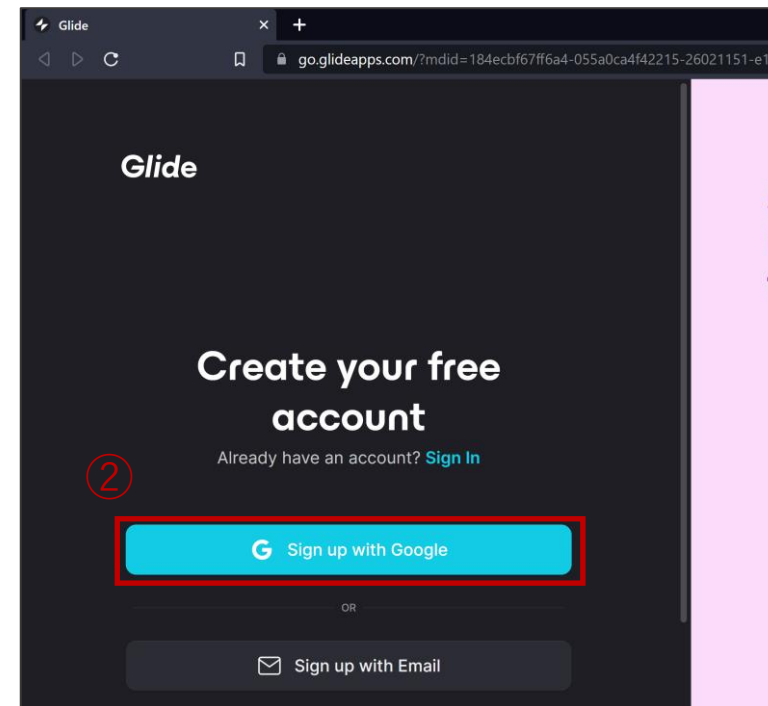 Glide
go.glideapps.com/?mdid=184ecbf67ff6a4-055a0ca4f42215-26021151-e1
Glide
Create your free
account
Already have an account? Sign In
②
Sign up with Google
OR
Sign up with Email